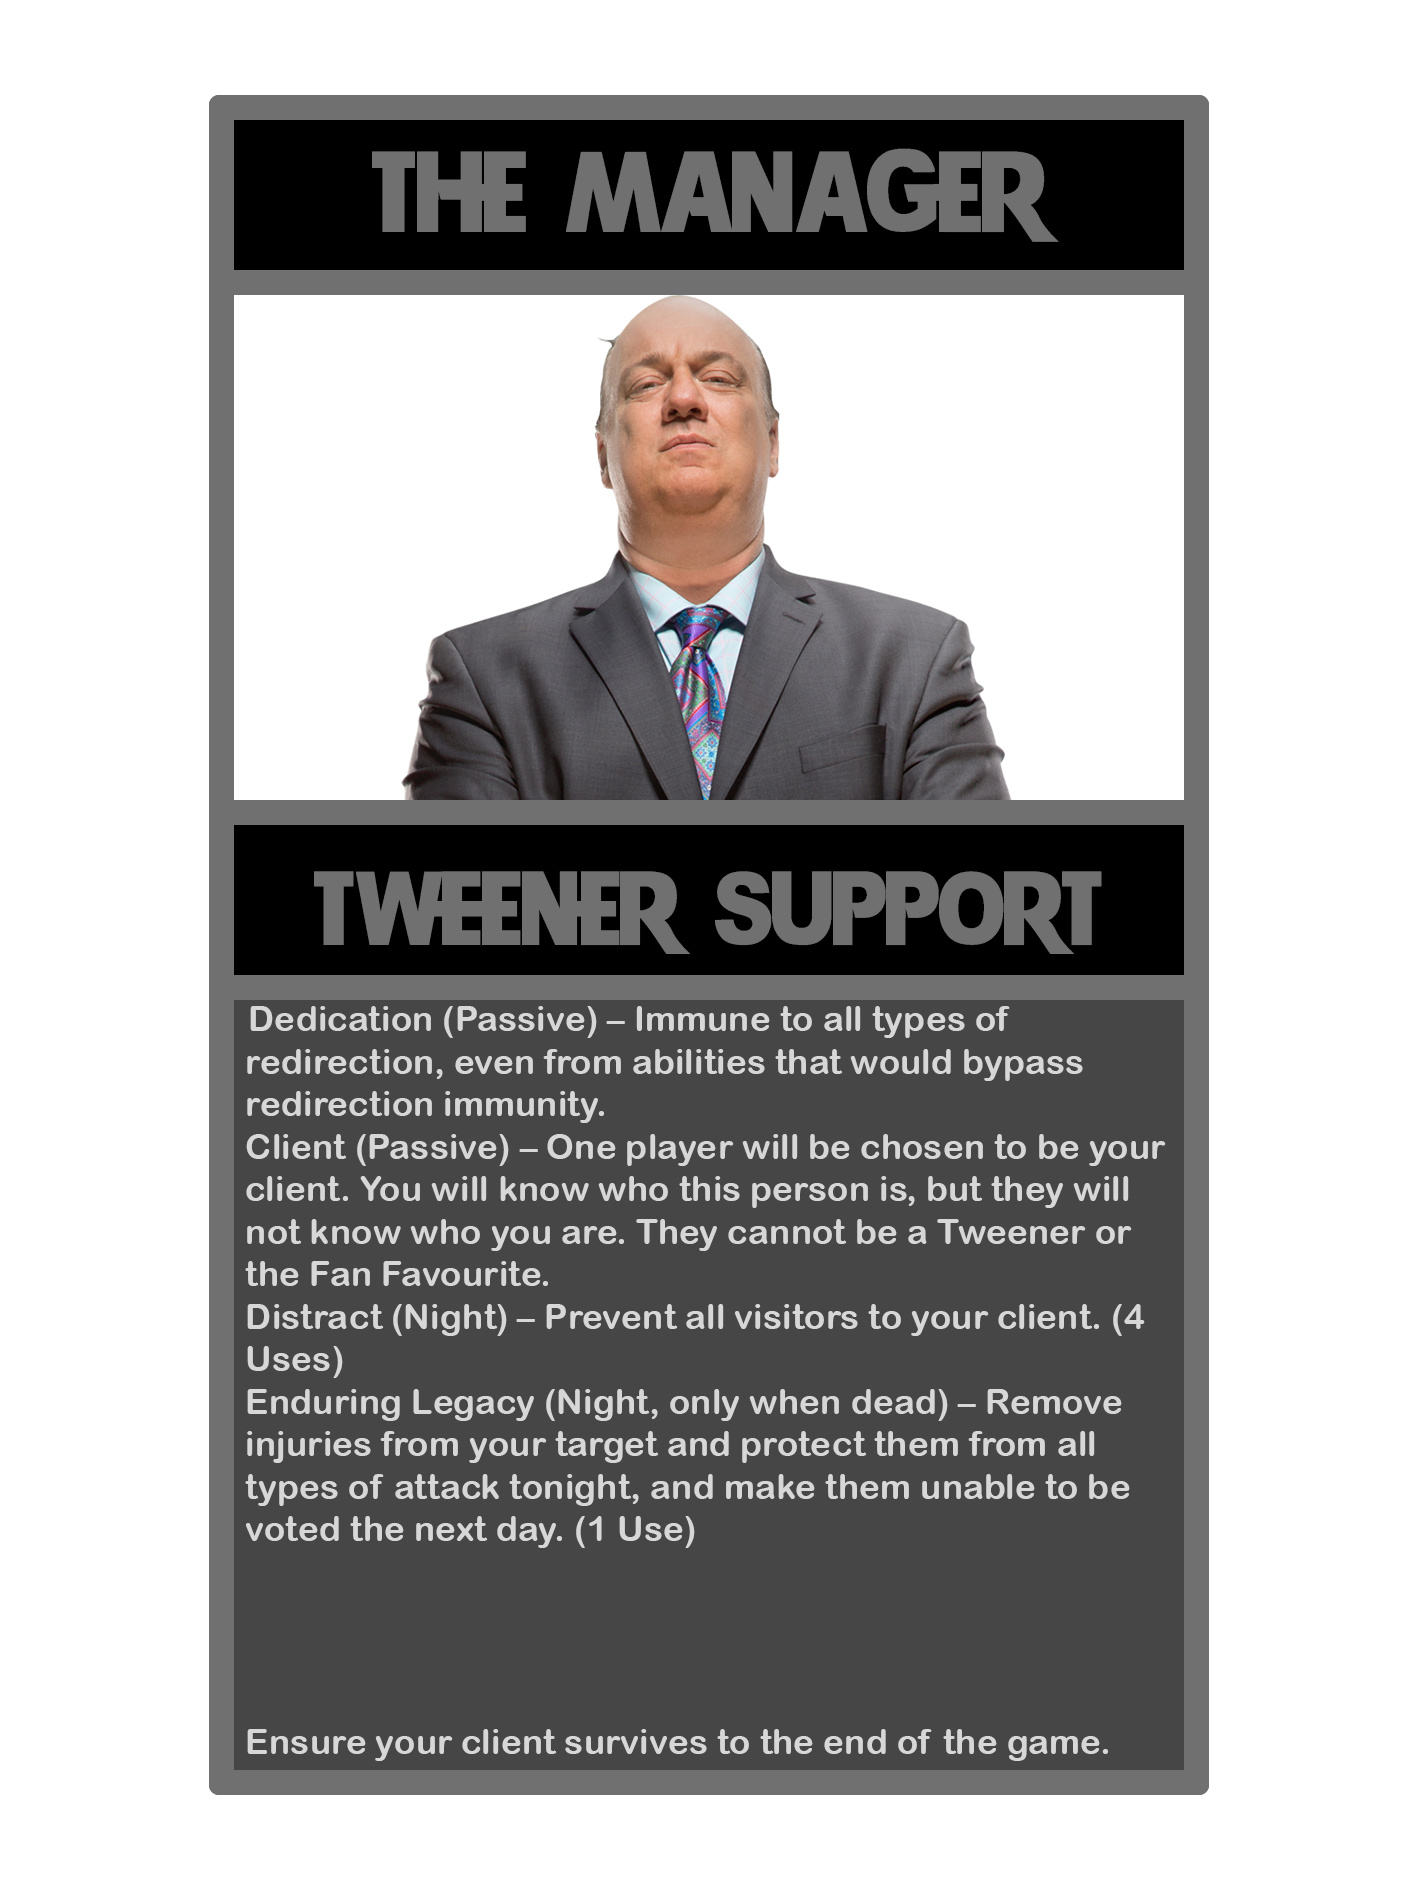 THE MANAGER
TWEENER SUPPORT
Dedication (Passive) – Immune to all types of
redirection, even from abilities that would bypass
redirection immunity.
Client (Passive) – One player will be chosen to be your
client. You will know who this person is, but they will
not know who you are. They cannot be a Tweener or
the Fan Favourite.
Distract (Night) – Prevent all visitors to your client. (4
Uses)
Enduring Legacy (Night, only when dead) – Remove
injuries from your target and protect them from all
types of attack tonight, and make them unable to be
voted the next day. (1 Use)
Ensure your client survives to the end of the game.